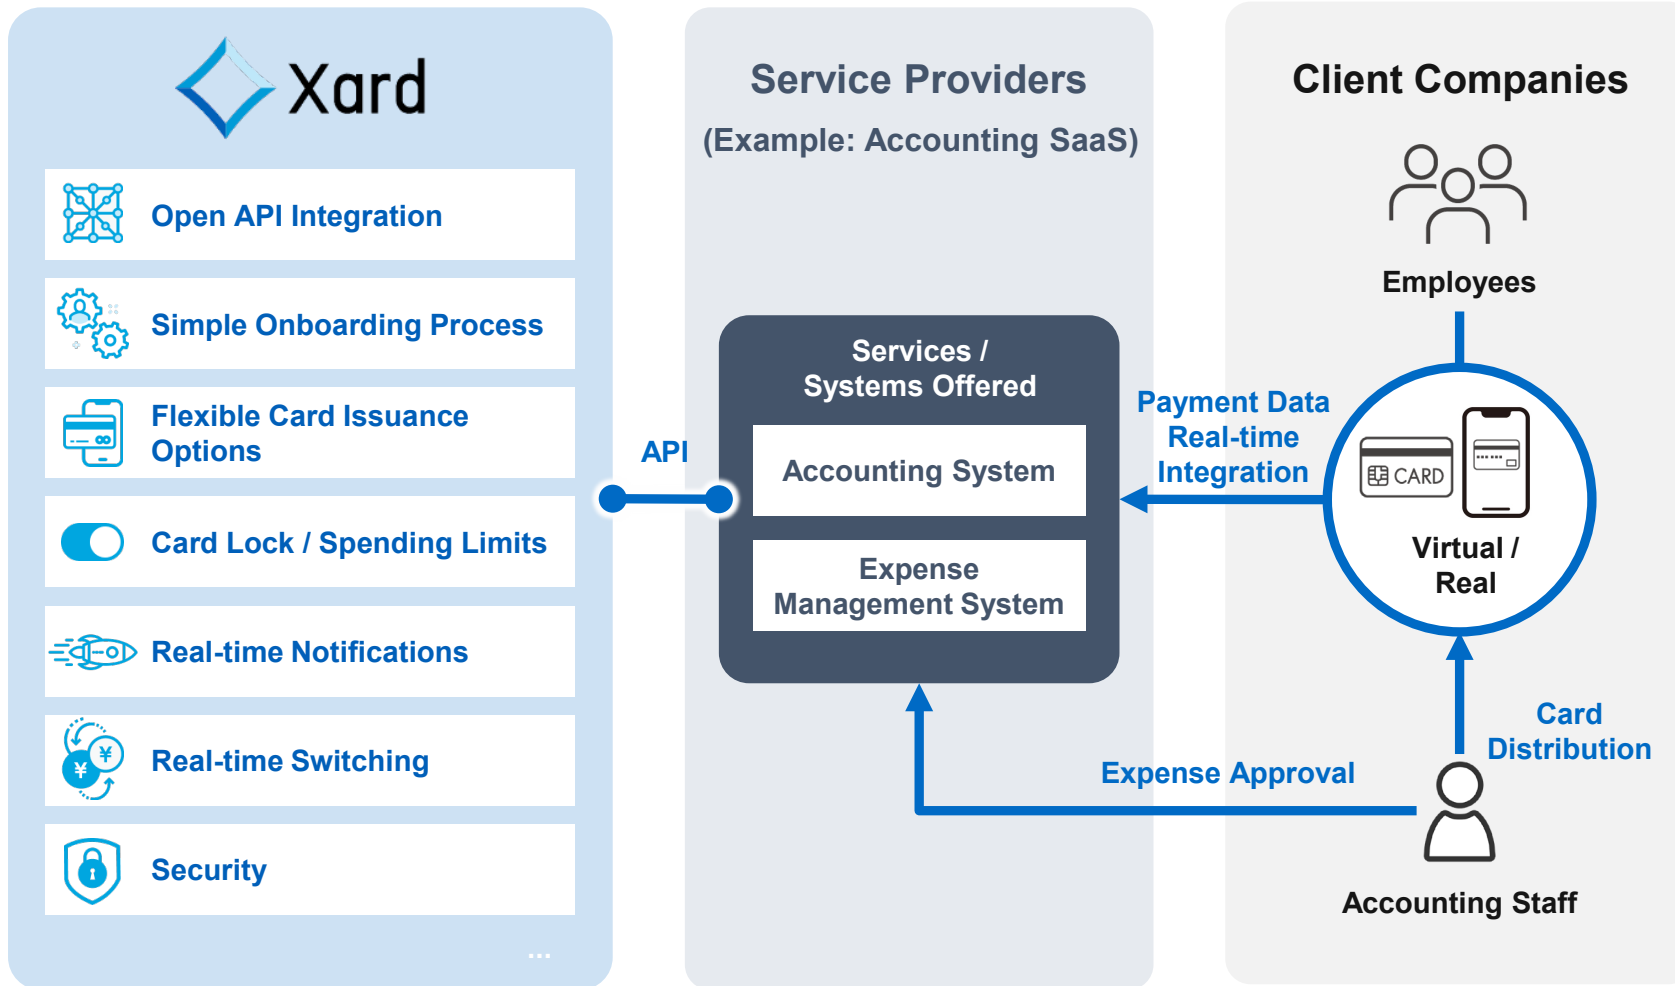 Xard
Open API Integration
Simple Onboarding Process
Flexible Card Issuance
Options
Card Lock / Spending Limits
Real-time Notifications
¥
¥
Real-time Switching
Security
...
API
Service Providers
(Example: Accounting SaaS)
Services /
Systems Offered
Accounting System
Expense
Management System
Client Companies
Employees
Payment Data
Real-time
Integration
CARD
Virtual /
Real
Card
Distribution
Expense Approval
Accounting Staff